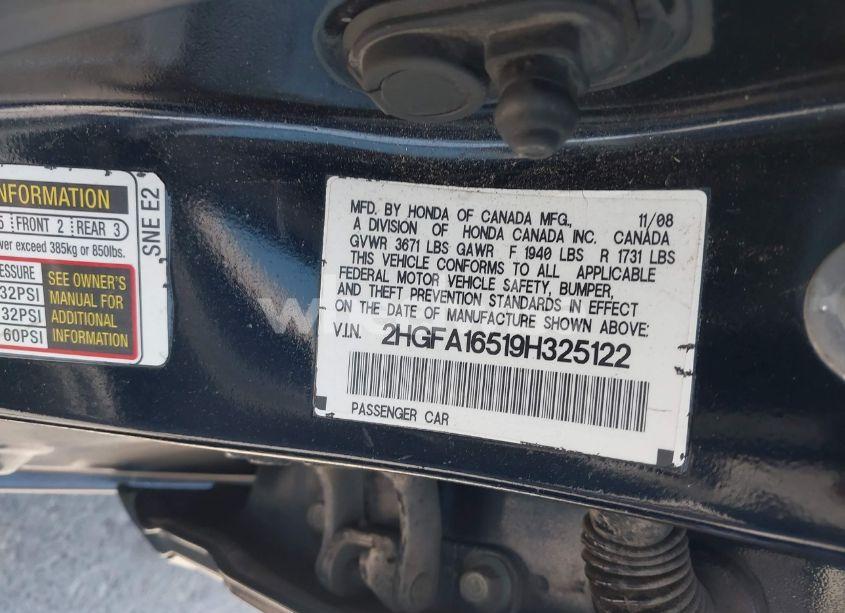 NFORMATION
5 FRONT 2 REAR 3
ver exceed 385kg or 850lbs.
ESSURE
32PSI
32PSI
60PSI
SEE OWNER'S
MANUAL FOR
ADDITIONAL
INFORMATION
SNE E2
MFD. BY HONDA OF CANADA MFG., 11/08
A DIVISION OF HONDA CANADA INC. CANADA
GVWR 3671 LBS GAWR F 1940 LBS R 1731 LBS
THIS VEHICLE CONFORMS TO ALL APPLICABLE
FEDERAL MOTOR VEHICLE SAFETY, BUMPER,
AND THEFT PREVENTION STANDARDS IN EFFECT
ON THE DATE OF MANUFACTURE SHOWN ABOVE:
V.I.N. 2HGFA16519H325122
PASSENGER CAR